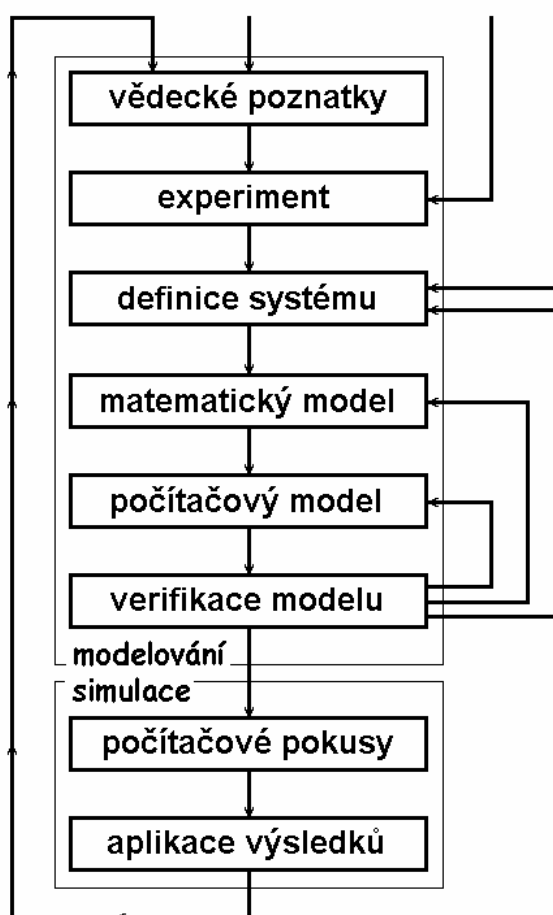 vědecké poznatky
experiment
definice systému
matematický model
počítačový model
verifikace modelu
modelování
simulace
počítačové pokusy
aplikace výsledků